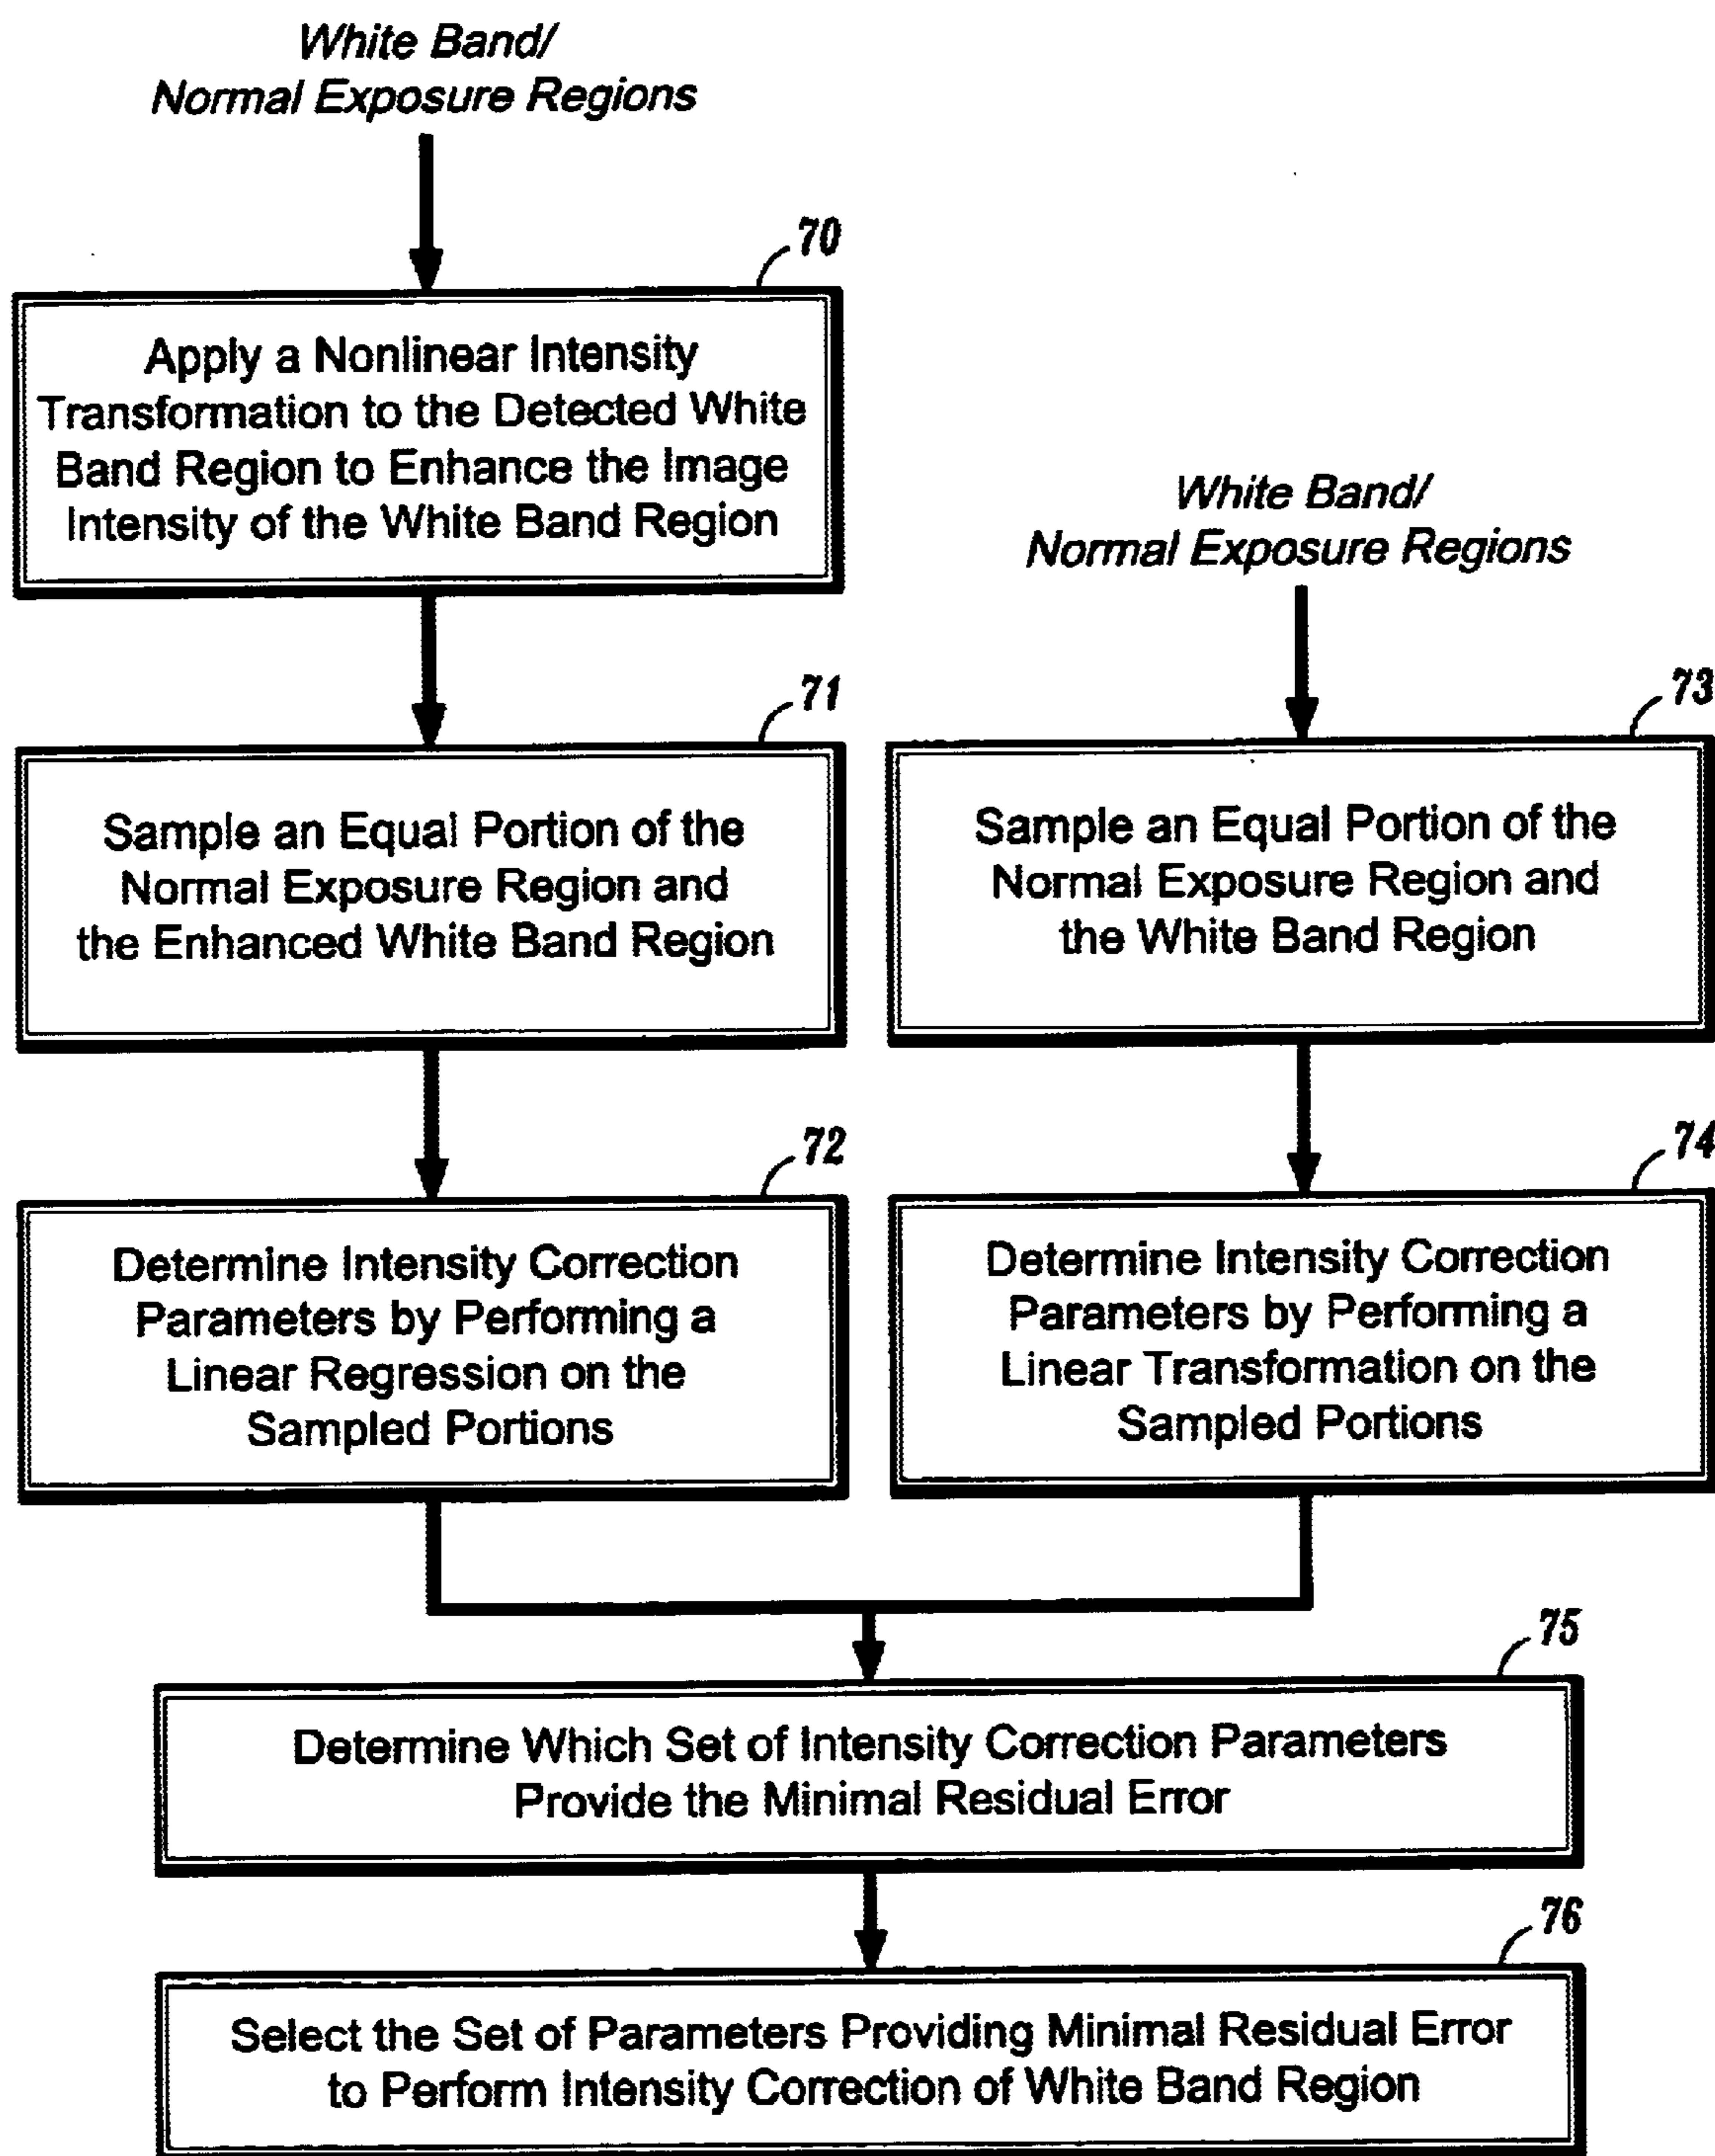 White Band/
Normal Exposure Regions
70
Apply a Nonlinear Intensity
Transformation to the Detected White
Band Region to Enhance the Image
Intensity of the White Band Region
71
Sample an Equal Portion of the
Normal Exposure Region and
the Enhanced White Band Region
72
Determine Intensity Correction
Parameters by Performing a
Linear Regression on the
Sampled Portions
White Band/
Normal Exposure Regions
73
Sample an Equal Portion of the
Normal Exposure Region and
the White Band Region
74
Determine Intensity Correction
Parameters by Performing a
Linear Transformation on the
Sampled Portions
75
Determine Which Set of Intensity Correction Parameters
Provide the Minimal Residual Error
76
Select the Set of Parameters Providing Minimal Residual Error
to Perform Intensity Correction of White Band Region